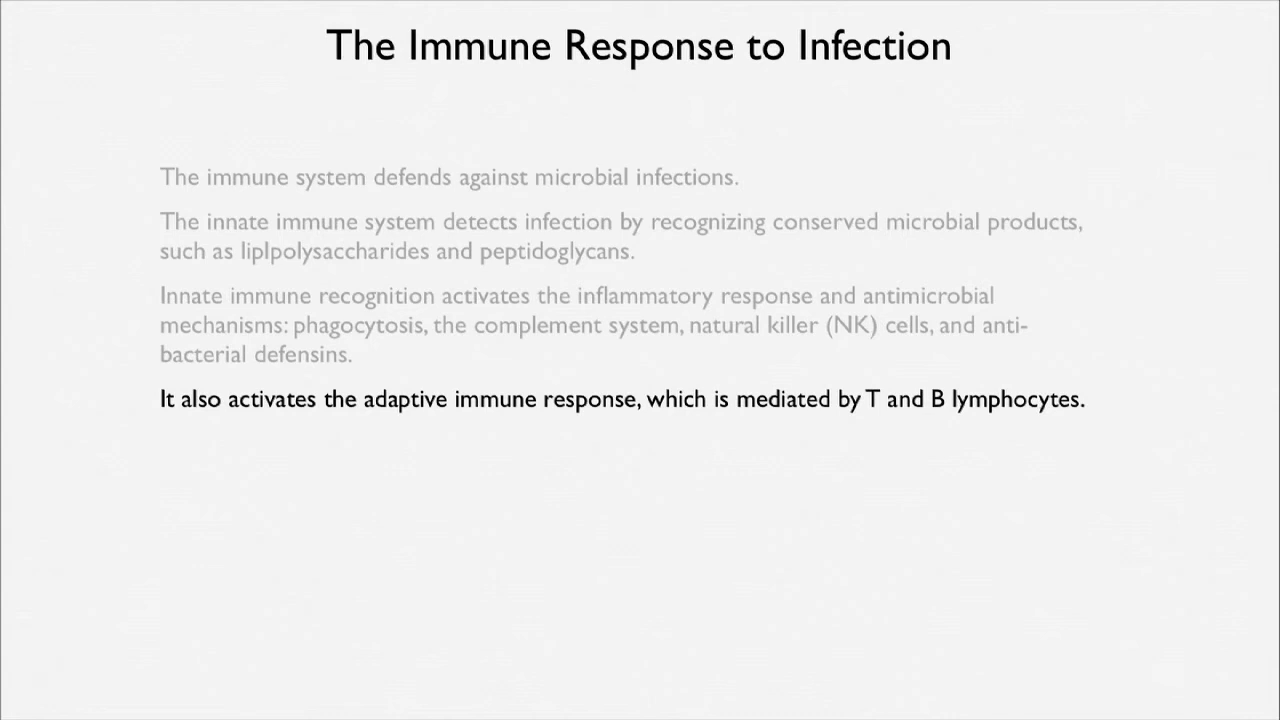 The Immune Response to Infection
The immune system defends against microbial infections.
The innate immune system detects infection by recognizing conserved microbial products,
such as liplpolysaccharides and peptidoglycans.
Innate immune recognition activates the inflammatory response and antimicrobial
mechanisms: phagocytosis, the complement system, natural killer (NK) cells, and anti-
bacterial defensins.
It also activates the adaptive immune response, which is mediated by T and B lymphocytes.